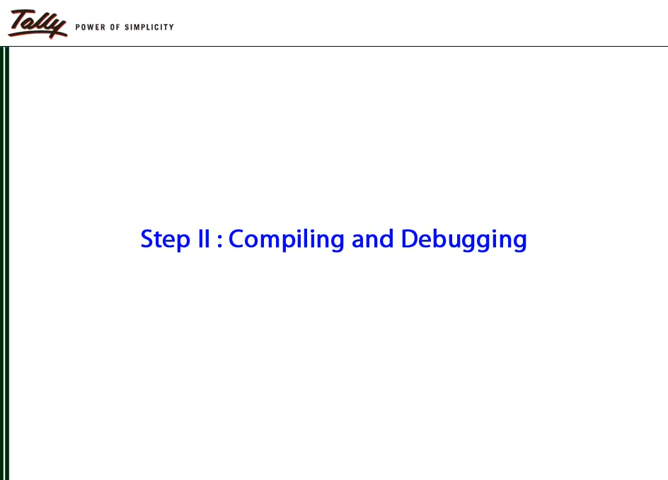 Tally POWER OF SIMPLICITY
Step II : Compiling and Debugging